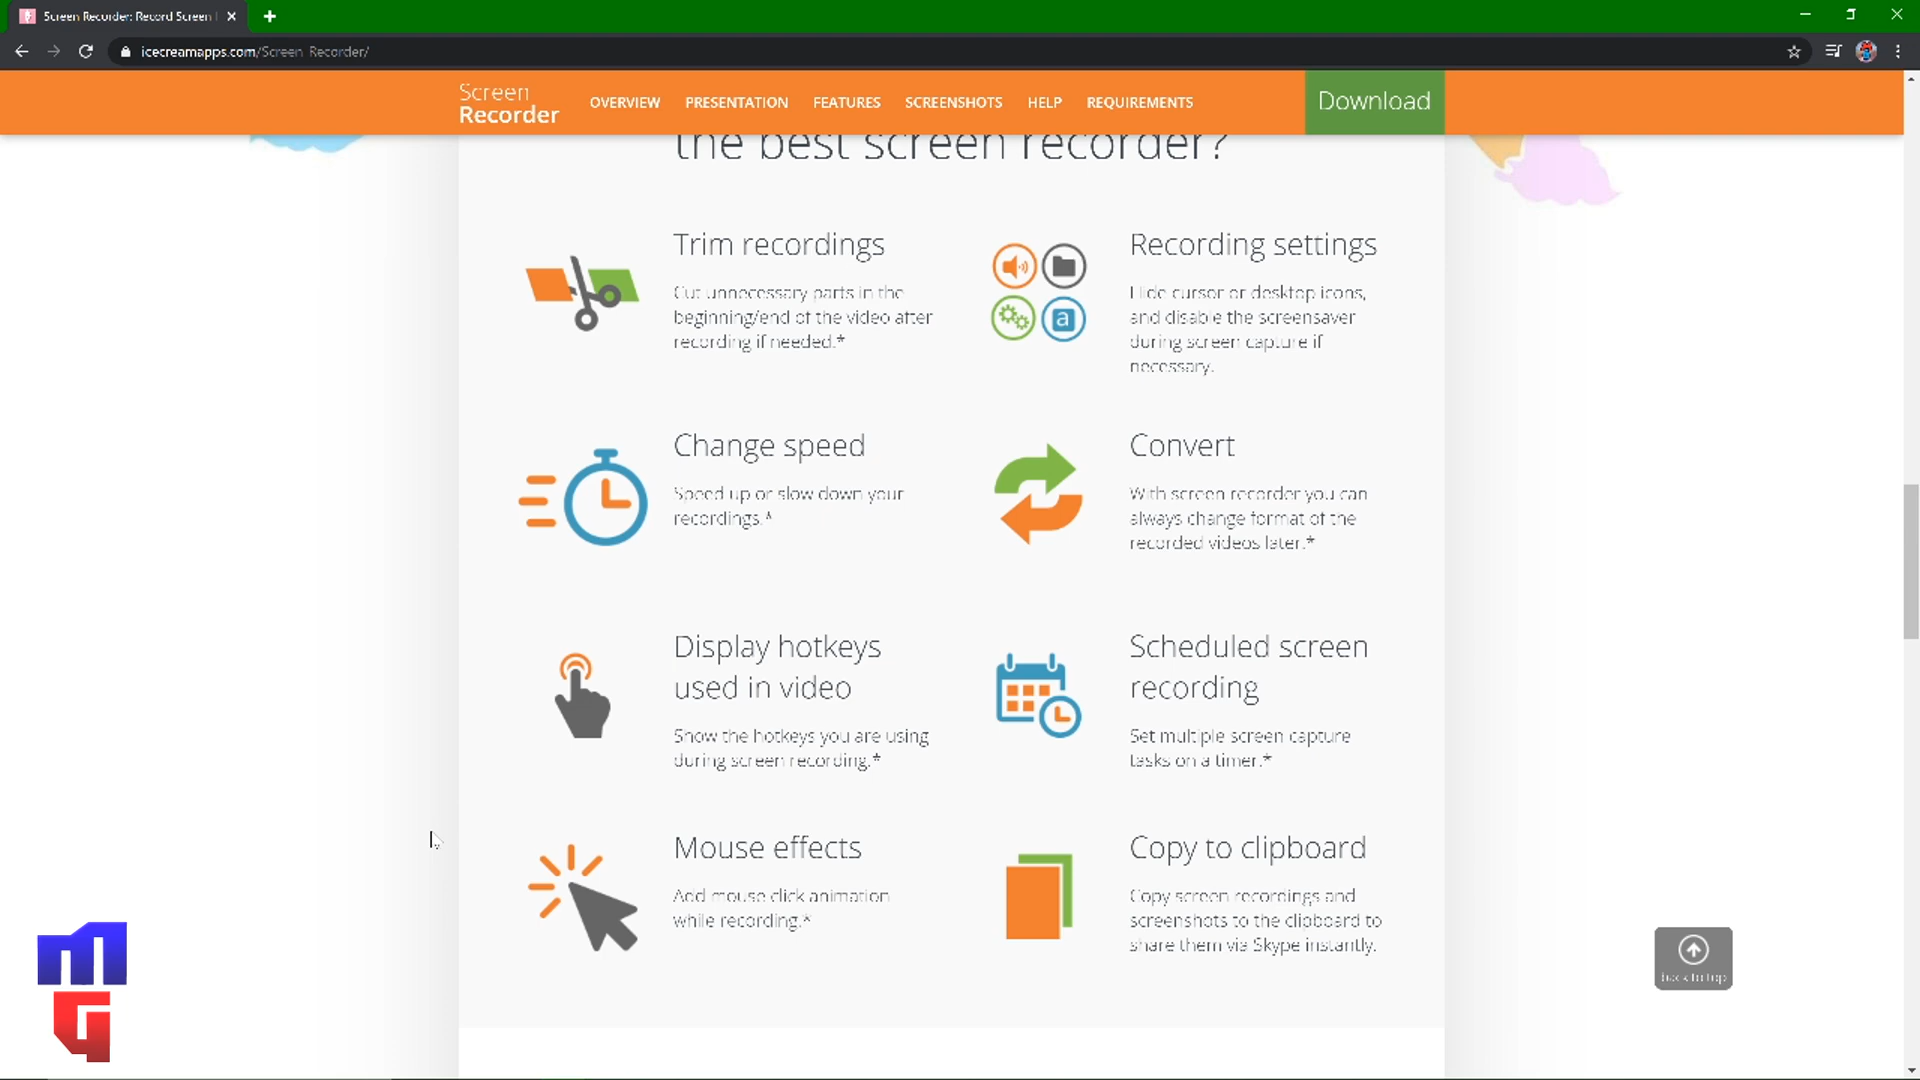 Screen Recorder: Record Screen
icecreamapps.com/Screen-Recorder/
Screen
Recorder
OVERVIEW
PRESENTATION
FEATURES
SCREENSHOTS
HELP
REQUIREMENTS
Download
the best screen recorder?
Trim recordings
Cut unnecessary parts in the
beginning/end of the video after
recording if needed.*
Recording settings
Hide cursor or desktop icons,
and disable the screensaver
during screen capture if
necessary.
Change speed
Speed up or slow down your
recordings.*
Convert
With screen recorder you can
always change format of the
recorded videos later.*
Display hotkeys
used in video
Show the hotkeys you are using
during screen recording.*
Scheduled screen
recording
Set multiple screen capture
tasks on a timer.*
Mouse effects
Add mouse click animation
while recording.*
Copy to clipboard
Copy screen recordings and
screenshots to the clipboard to
share them via Skype instantly.
back to top
a